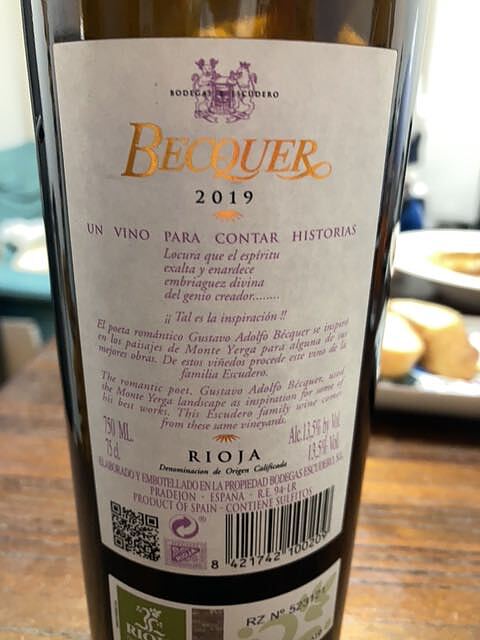 BODEGAS ESCUDERO
BECQUER
2019
UN VINO PARA CONTAR HISTORIAS
Locura que el espíritu
exalta y enardece
embriaguez divina
del genio creador........
¡¡ Tal es la inspiración !!
El poeta romántico Gustavo Adolfo Bécquer se inspiró
en los paisajes de Monte Yerga para alguna de sus
mejores obras. De estos viñedos procede este vino de la
familia Escudero.
The romantic poet, Gustavo Adolfo Bécquer, used
the Monte Yerga landscape as inspiration for some of
his best works. This Escudero family wine comes
from these same vineyards.
750 ML.
75 cl.
Alc.13,5% by Vol.
13,5% Vol.
RIOJA
Denominacion de Origen Calificada
ELABORADO Y EMBOTELLADO EN LA PROPIEDAD BODEGAS ESCUDERO, S.L.
PRADEJON - ESPAÑA - R.E. 94-LR
PRODUCT OF SPAIN - CONTIENE SULFITOS
8 421742 100209
RIOJA
RZ Nº 523121